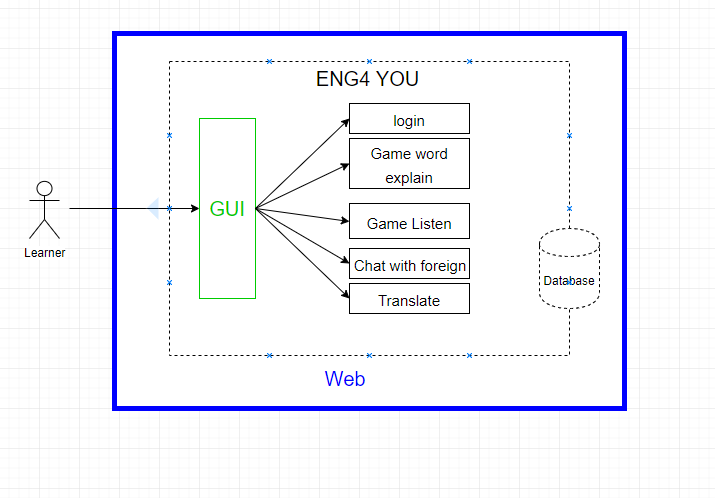 ENG4 YOU
login
Game word
explain
GUI
Game Listen
Learner
Chat with foreign
Database
Translate
Web